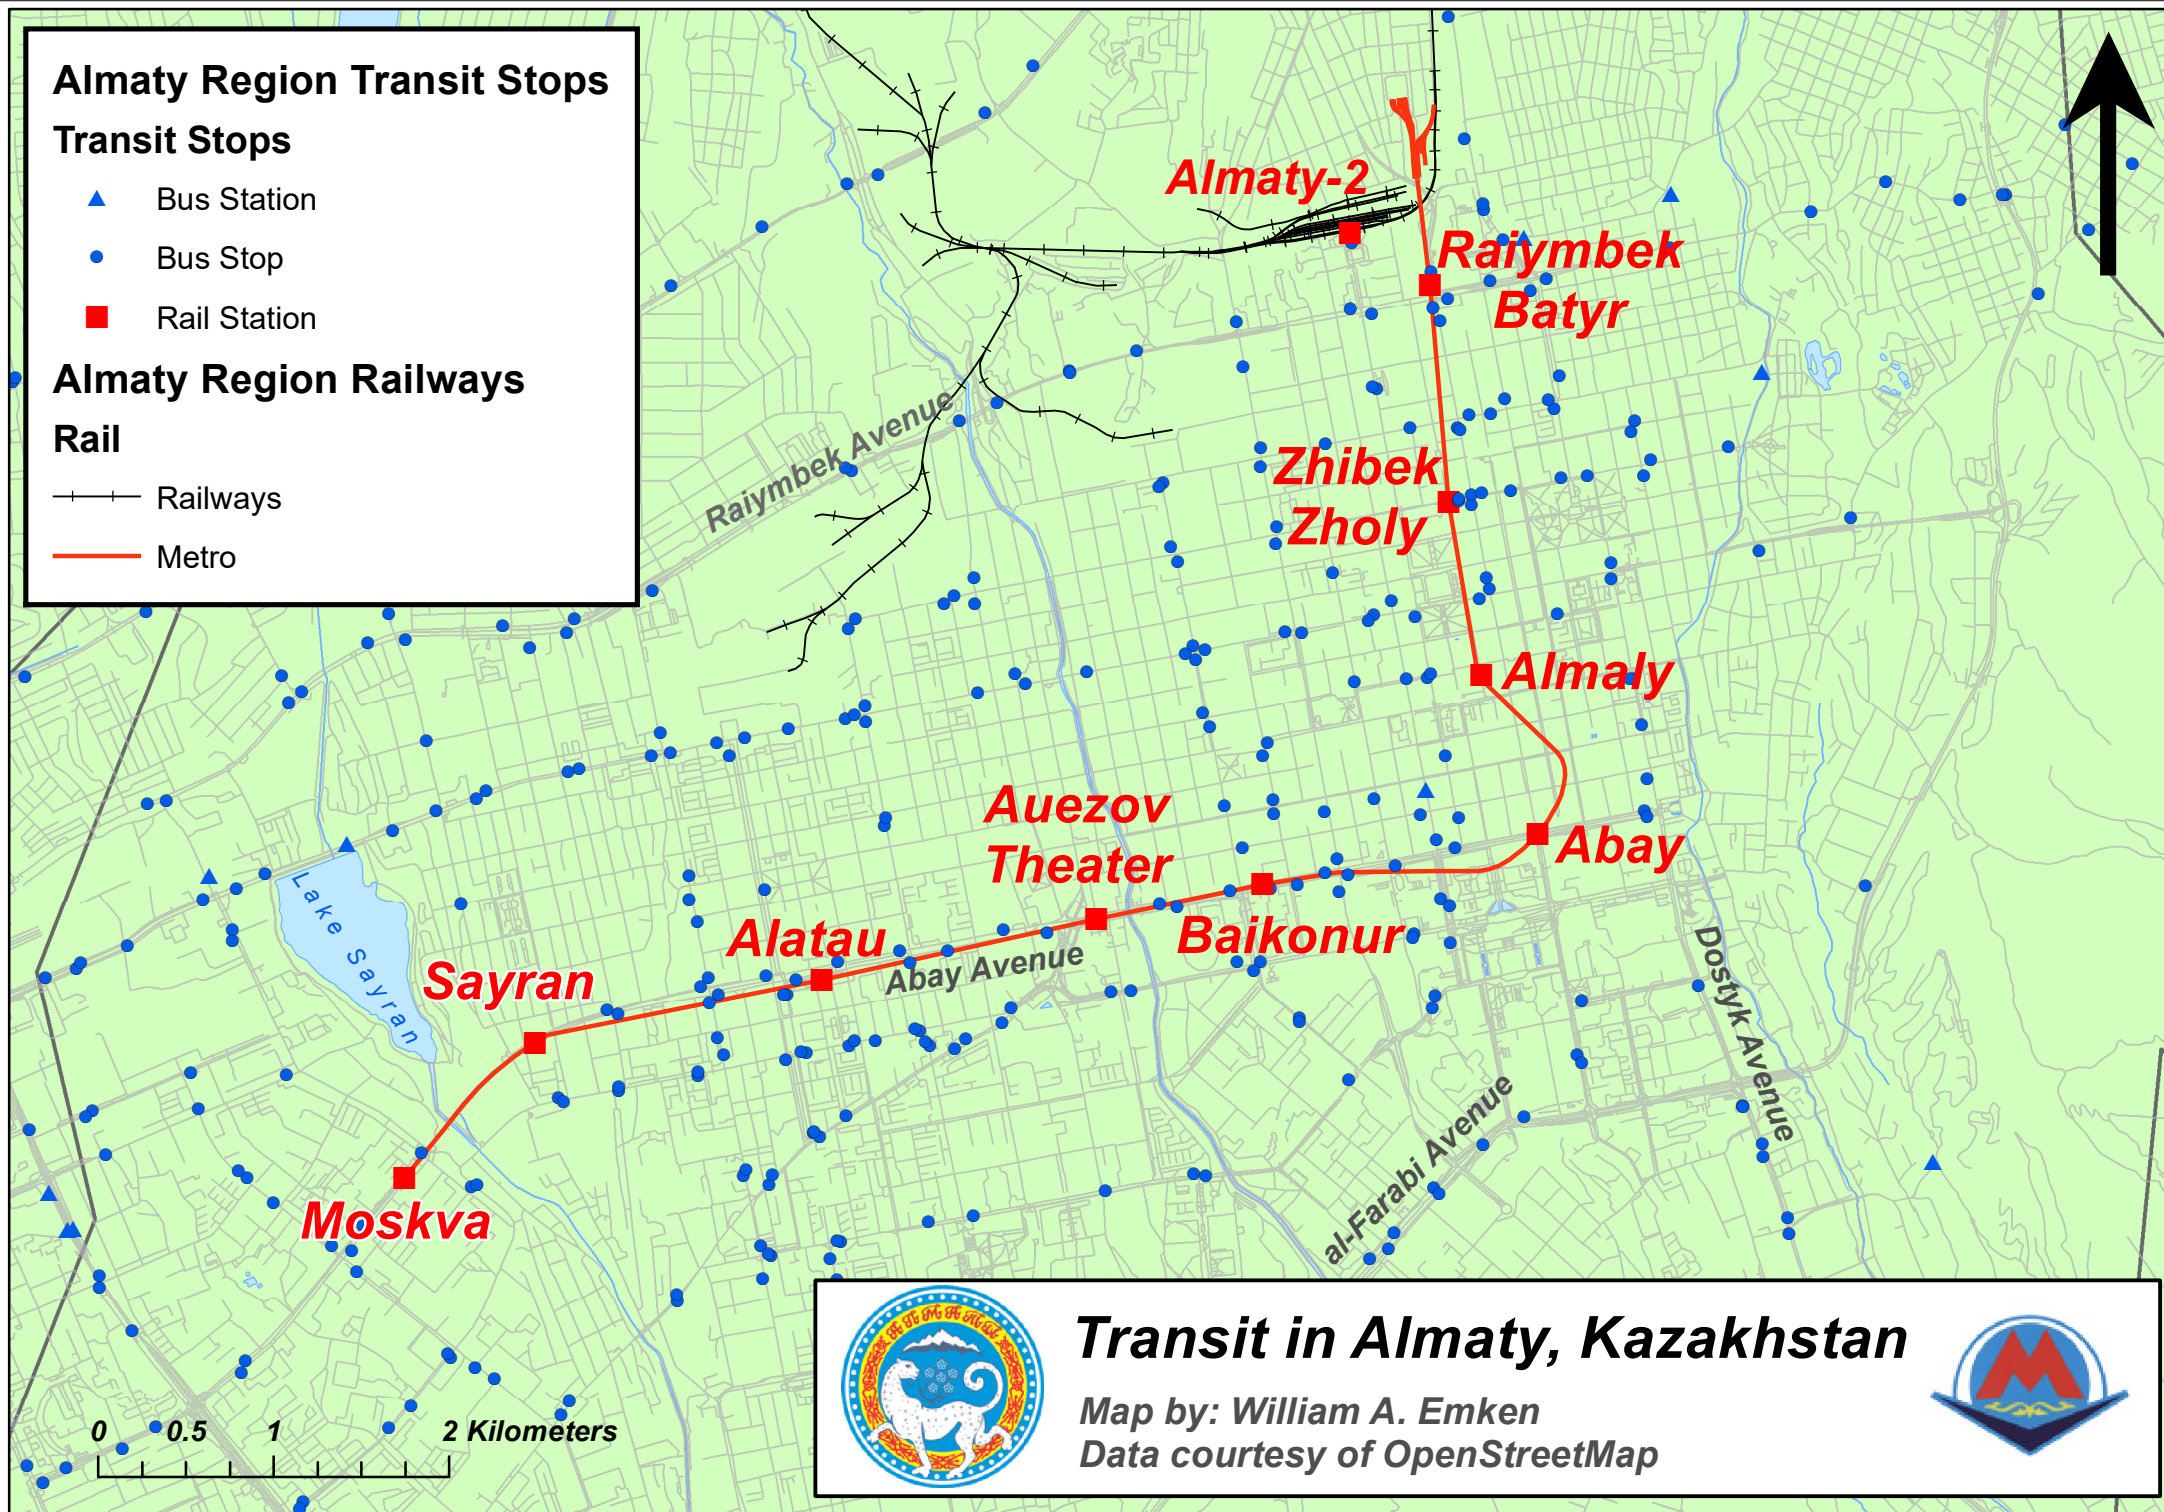 Almaty Region Transit Stops
Transit Stops
Bus Station
Bus Stop
Rail Station
Almaty Region Railways
Rail
Railways
Metro
Almaty-2
Raiymbek
Batyr
Raiymbek Avenue
Zhibek
Zholy
Almaly
Auezov
Theater
Abay
Baikonur
Alatau
Abay Avenue
Sayran
Lake Sayran
Dostyk Avenue
al-Farabi Avenue
Moskva
0 0.5 1 2 Kilometers
Transit in Almaty, Kazakhstan
Map by: William A. Emken
Data courtesy of OpenStreetMap
M